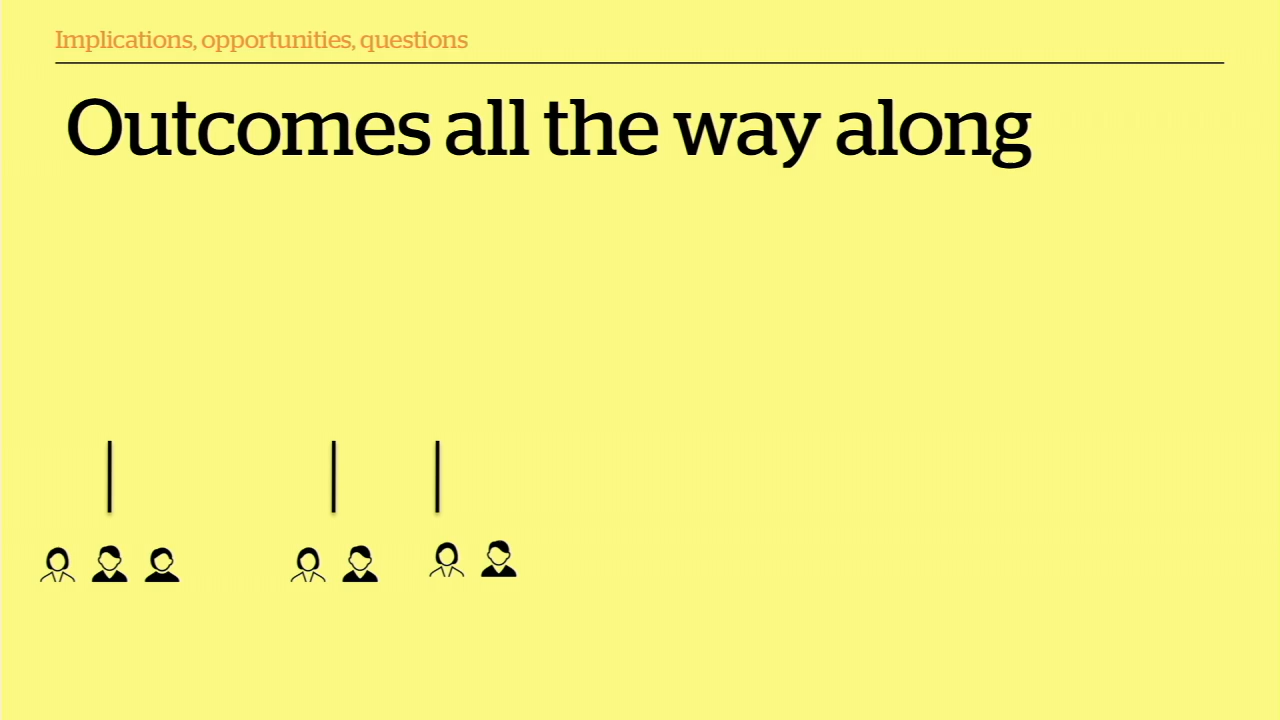 Implications, opportunities, questions
Outcomes all the way along